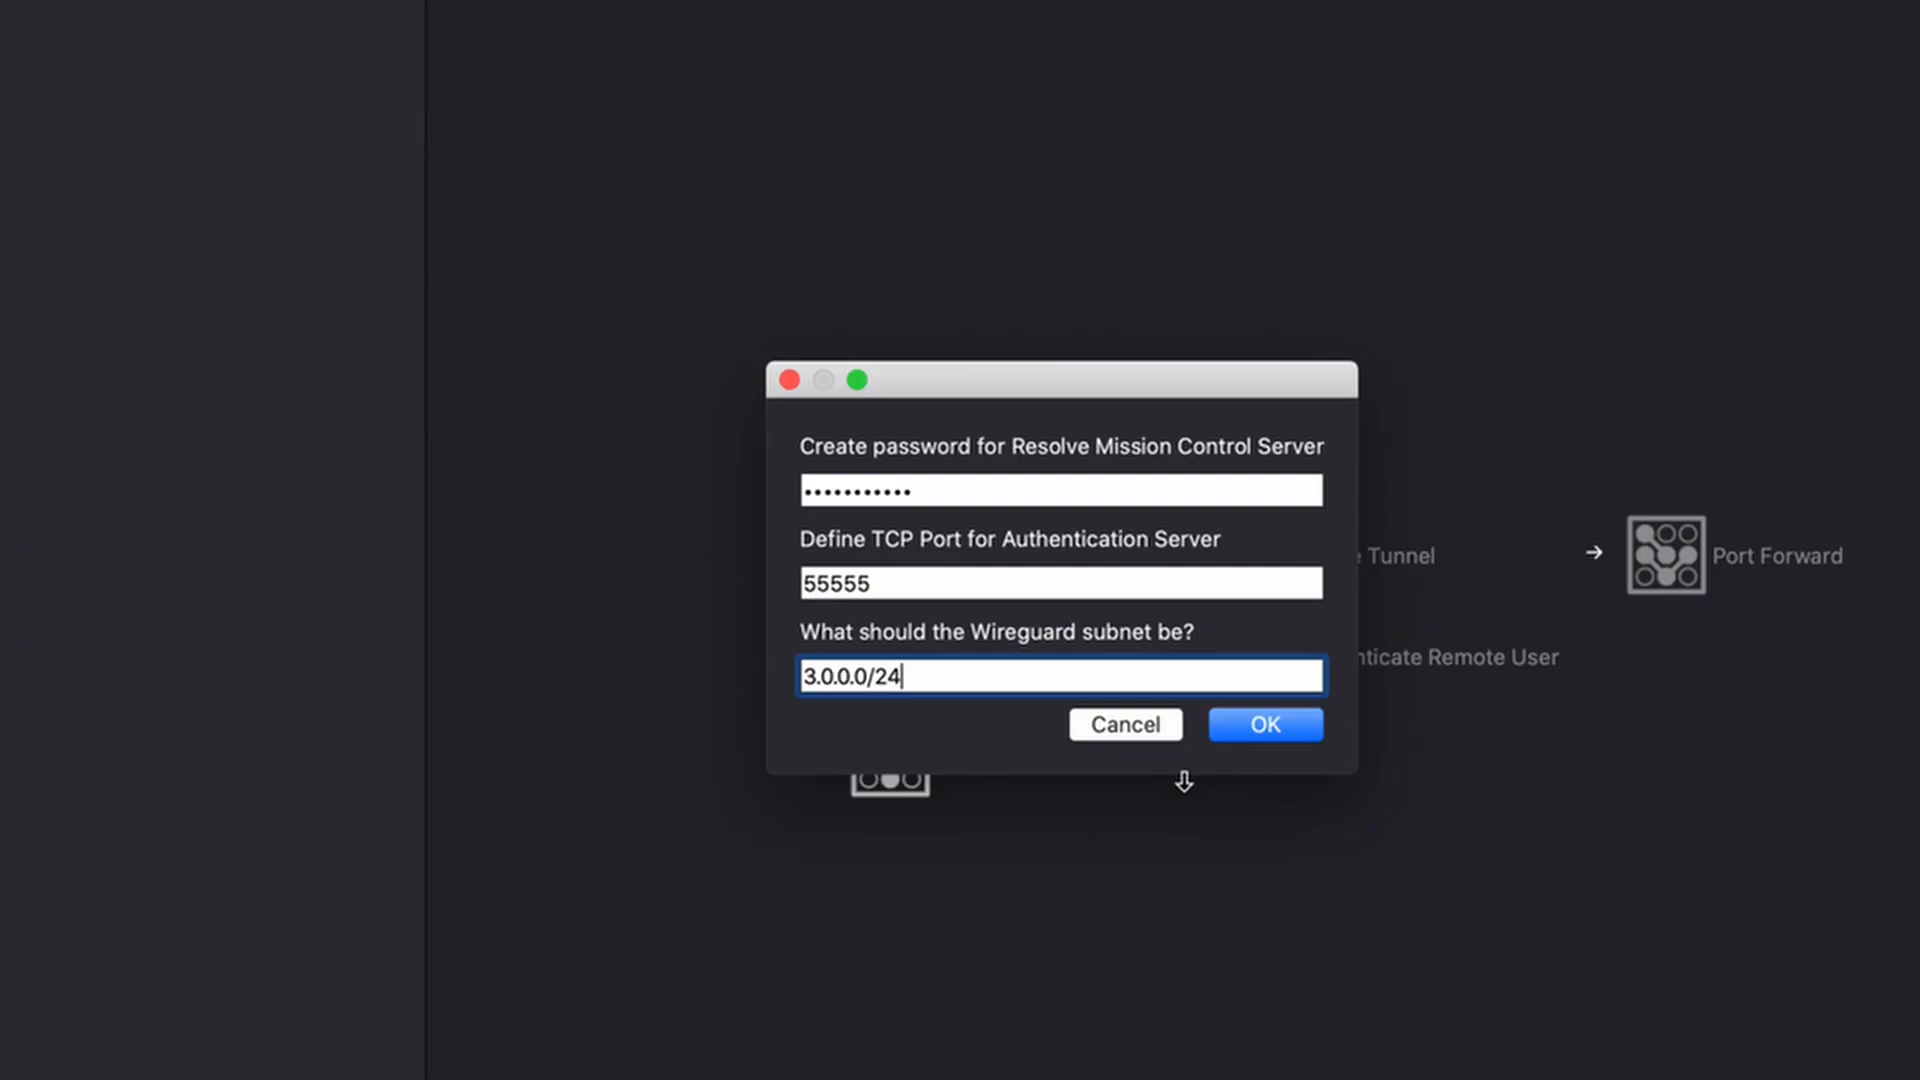 Create password for Resolve Mission Control Server
•••••••••••
Define TCP Port for Authentication Server
55555
Tunnel
Port Forward
What should the Wireguard subnet be?
3.0.0.0/24
Remote User
Cancel
OK